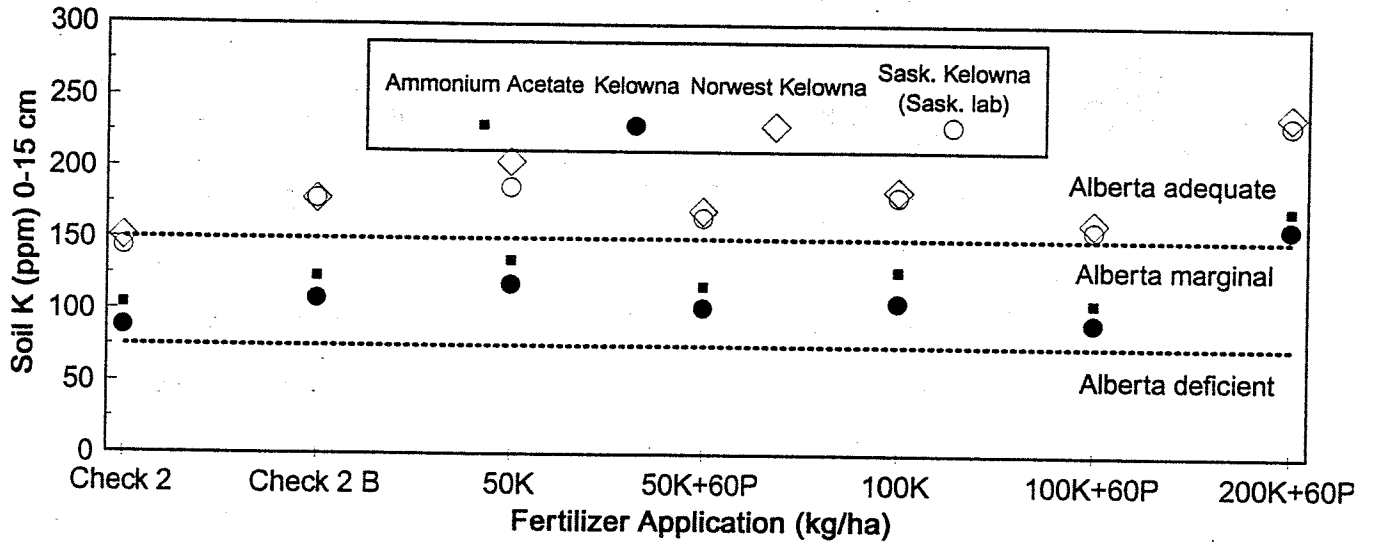 300
250
200
150
100
50
0
Soil K (ppm) 0-15 cm
Ammonium Acetate Kelowna Norwest Kelowna Sask. Kelowna
(Sask. lab)
Alberta adequate
Alberta marginal
Alberta deficient
Check 2 Check 2 B 50K 50K+60P 100K 100K+60P 200K+60P
Fertilizer Application (kg/ha)